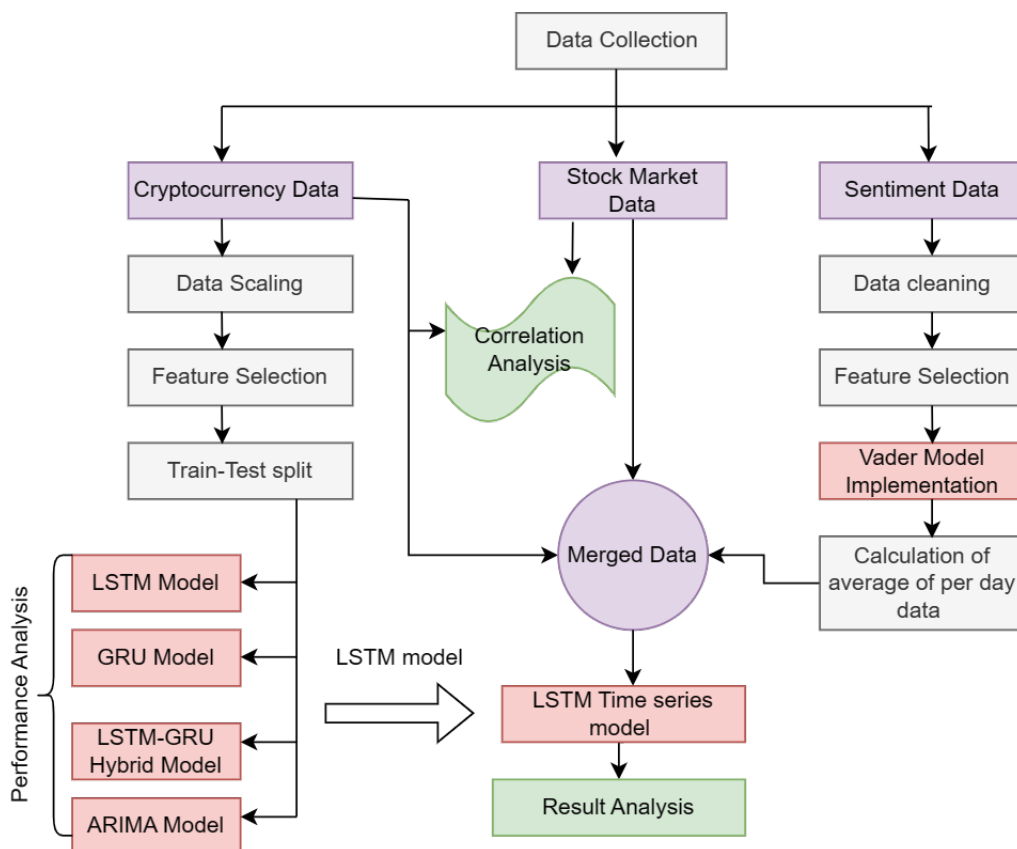 Data Collection
Cryptocurrency Data
Stock Market
Data
Sentiment Data
Data Scaling
Data cleaning
Correlation
Analysis
Feature Selection
Feature Selection
Train-Test split
Vader Model
Implementation
Merged Data
Calculation of
average of per day
data
Performance Analysis
LSTM Model
GRU Model
LSTM-GRU
Hybrid Model
ARIMA Model
LSTM model
LSTM Time series
model
Result Analysis